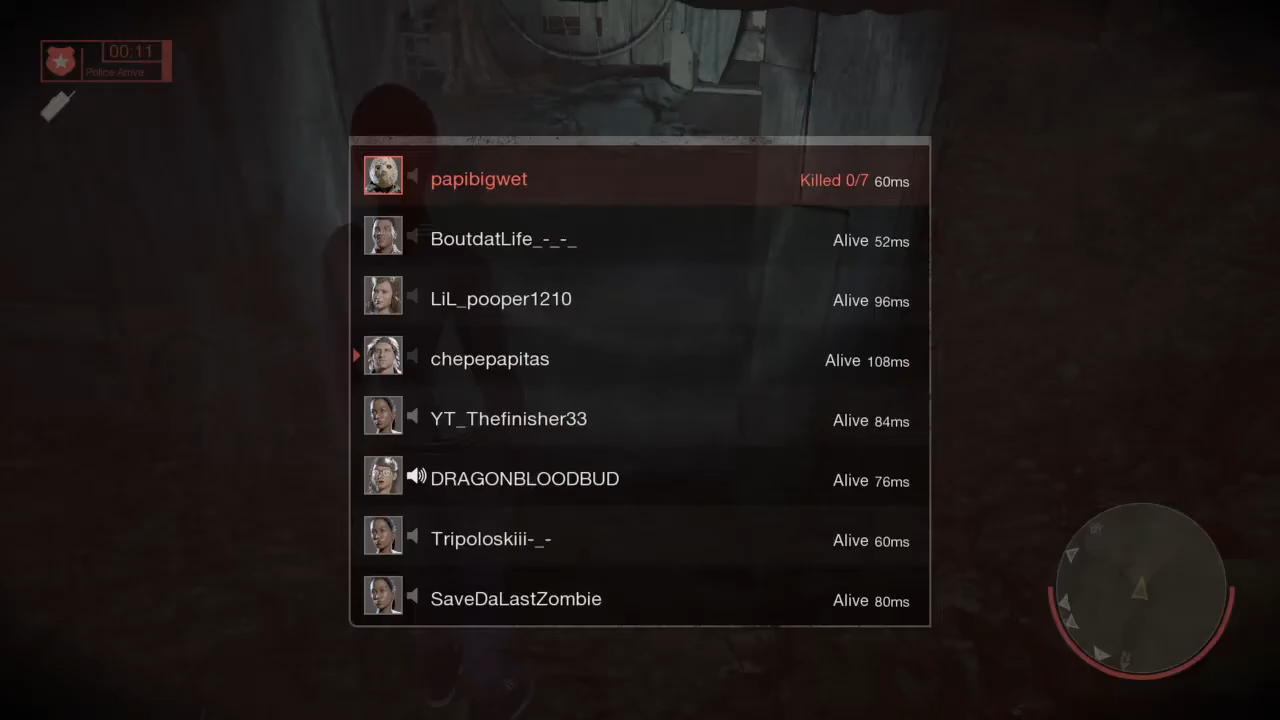 00:11
Police Arrive
papibigwet Killed 0/7 60ms
BoutdatLife_-_-_ Alive 52ms
LiL_pooper1210 Alive 96ms
chepepapitas Alive 108ms
YT_Thefinisher33 Alive 84ms
DRAGONBLOODBUD Alive 76ms
Tripoloskiii-_- Alive 60ms
SaveDaLastZombie Alive 80ms